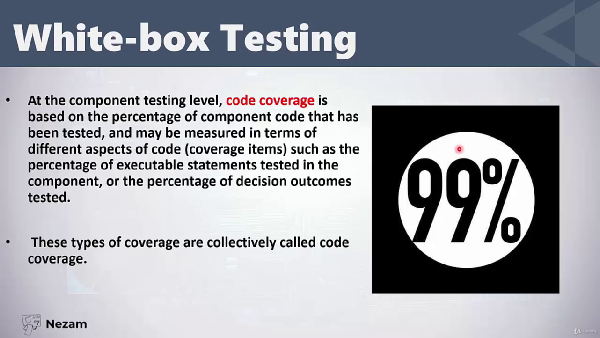 White-box Testing
• At the component testing level, code coverage is
based on the percentage of component code that has
been tested, and may be measured in terms of
different aspects of code (coverage items) such as the
percentage of executable statements tested in the
component, or the percentage of decision outcomes
tested.
• These types of coverage are collectively called code
coverage.
99%
Nezam